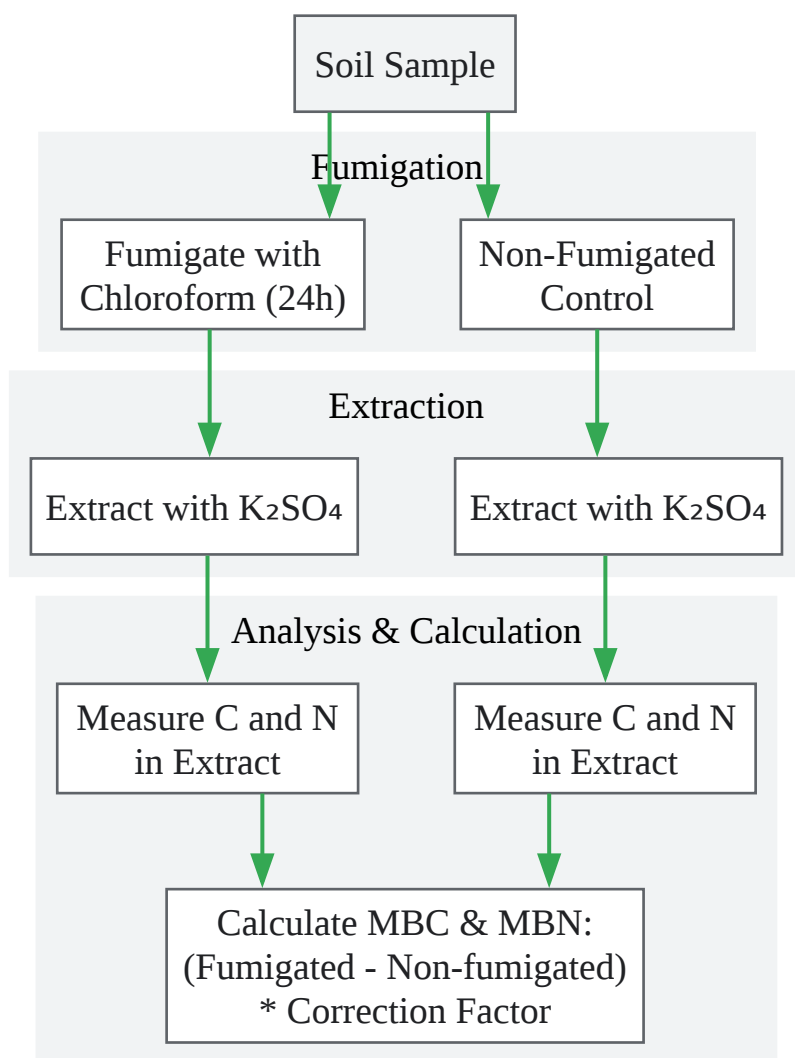 Soil Sample
Fumigation
Fumigate with
Chloroform (24h)
Non-Fumigated
Control
Extraction
Extract with K₂SO₄
Extract with K₂SO₄
Analysis & Calculation
Measure C and N
in Extract
Measure C and N
in Extract
Calculate MBC & MBN:
(Fumigated - Non-fumigated)
* Correction Factor